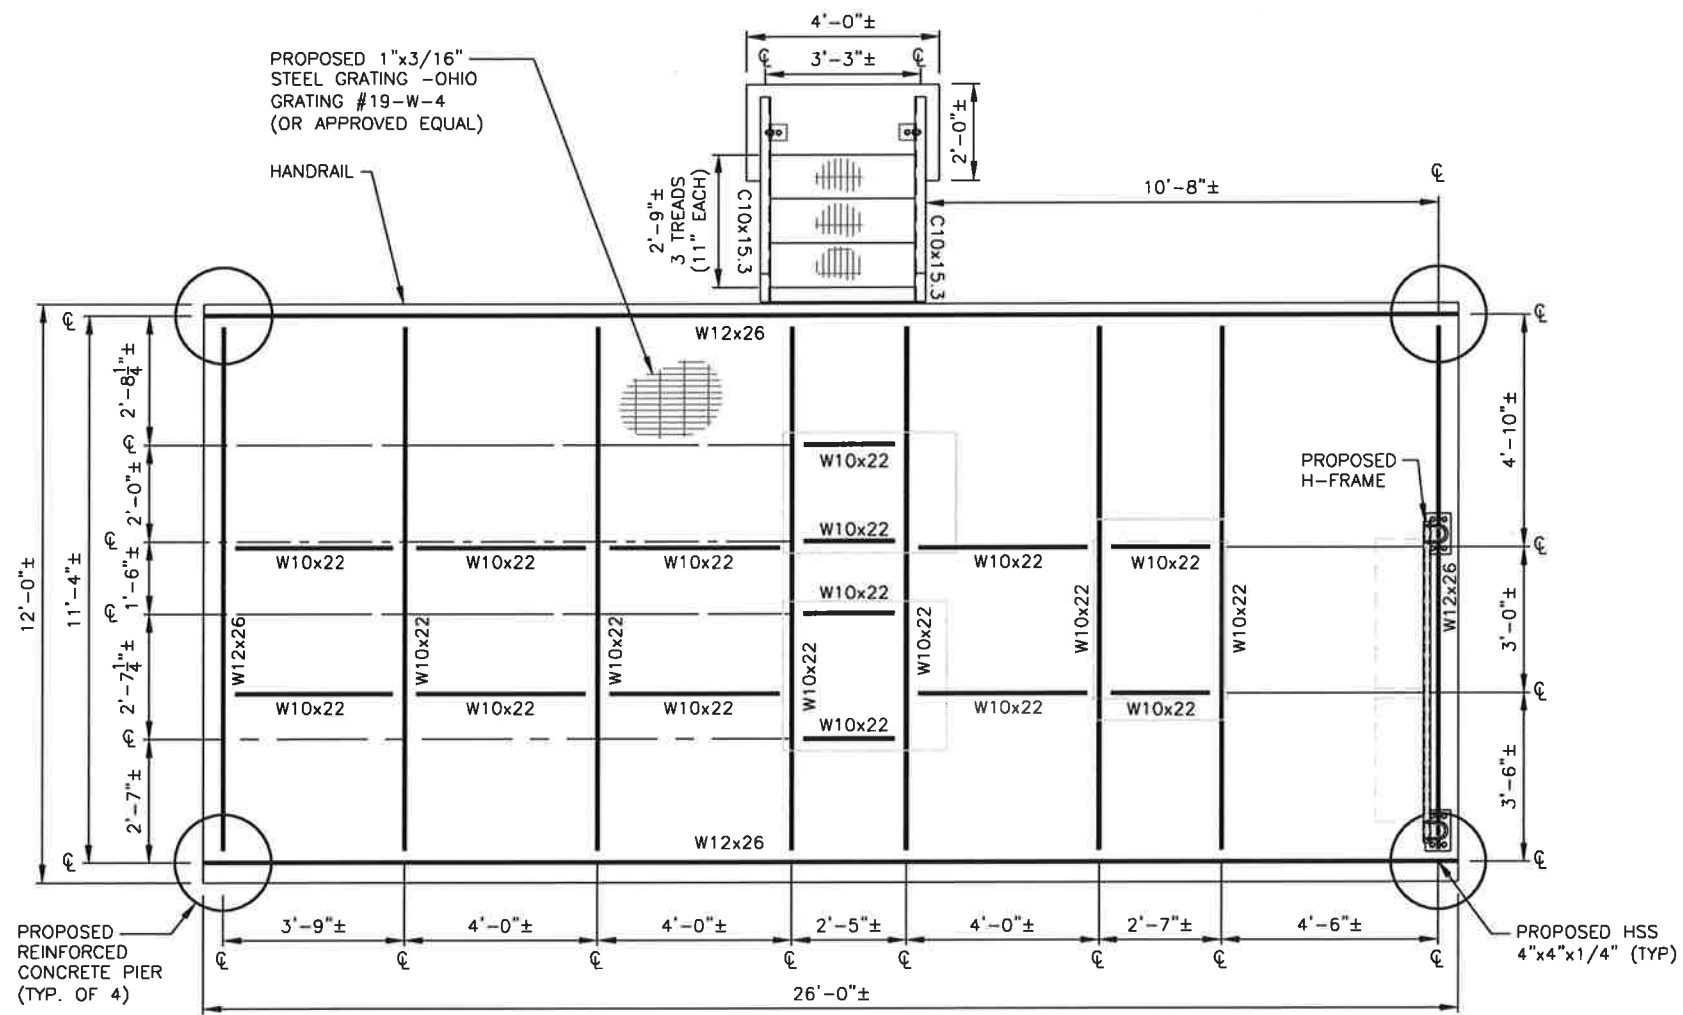 4'-0"±
℄ 3'-3"± ℄
PROPOSED 1"x3/16"
STEEL GRATING -OHIO
GRATING #19-W-4
(OR APPROVED EQUAL)
HANDRAIL
2'-0"±
2'-9"±
3 TREADS
(11" EACH)
C10x15.3
C10x15.3
10'-8"±
℄
℄
W12x26
℄
2'-8¼"±
℄
W10x22
4'-10"±
PROPOSED
H-FRAME
2'-0"±
W10x22
℄
℄
W10x22
W10x22
W10x22
W10x22
W10x22
12'-0"±
11'-4"±
1'-6"±
W10x22
℄
W12x26
W10x22
W10x22
W10x22
W10x22
W10x22
W10x22
W12x26
3'-0"±
2'-7¼"±
℄
W10x22
W10x22
W10x22
W10x22
W10x22
W10x22
℄
2'-7"±
3'-6"±
W12x26
℄
℄
PROPOSED
REINFORCED
CONCRETE PIER
(TYP. OF 4)
3'-9"±
4'-0"±
4'-0"±
2'-5"±
4'-0"±
2'-7"±
4'-6"±
PROPOSED HSS
4"x4"x1/4" (TYP)
℄ ℄ ℄ ℄ ℄ ℄ ℄ ℄
26'-0"±